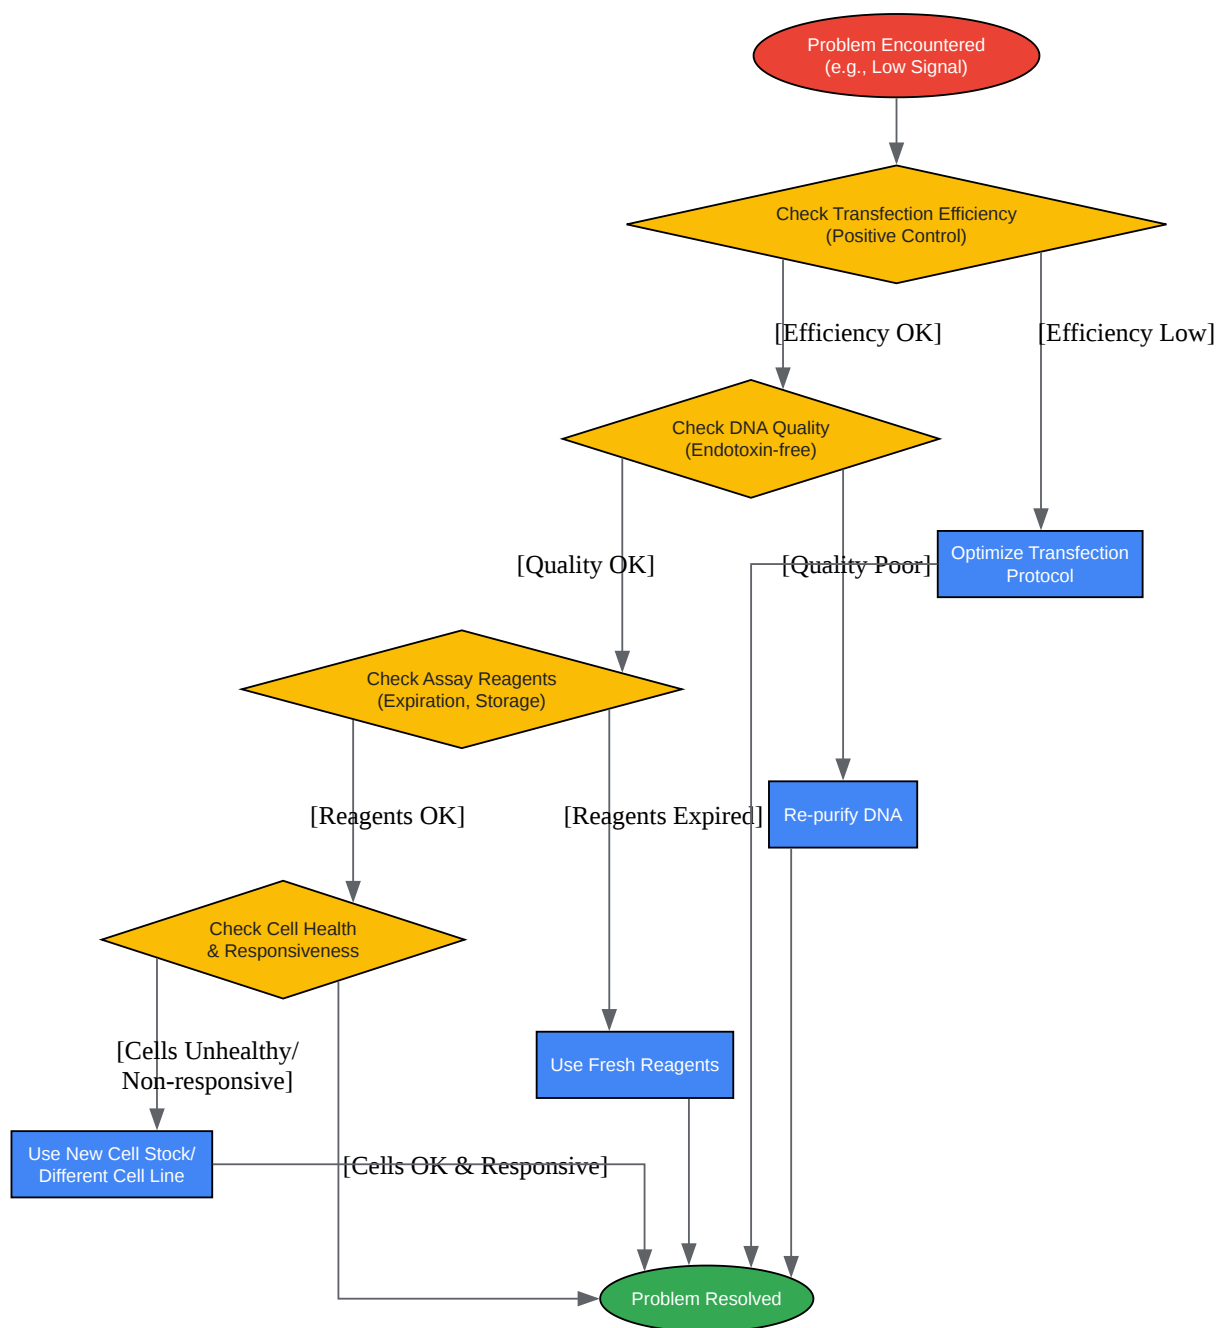 Problem Encountered
(e.g., Low Signal)
Check Transfection Efficiency
(Positive Control)
[Efficiency OK]
[Efficiency Low]
Check DNA Quality
(Endotoxin-free)
[Quality OK]
[Quality Poor]
Optimize Transfection
Protocol
Check Assay Reagents
(Expiration, Storage)
[Reagents OK]
[Reagents Expired]
Re-purify DNA
Check Cell Health
& Responsiveness
[Cells Unhealthy/
Non-responsive]
Use Fresh Reagents
Use New Cell Stock/
Different Cell Line
[Cells OK & Responsive]
Problem Resolved